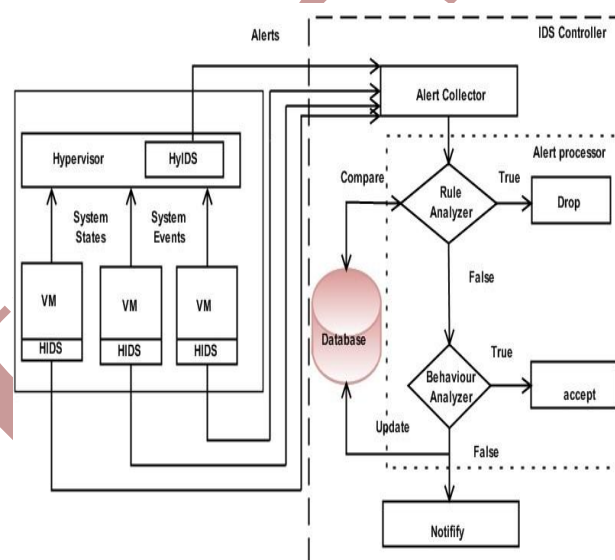 Alerts
IDS Controller
Alert Collector
Hypervisor
HyIDS
Alert processor
Compare
Rule
Analyzer
True
Drop
System
States
System
Events
False
VM
VM
VM
HIDS
HIDS
HIDS
Database
True
Behaviour
Analyzer
accept
Update
False
Notifify